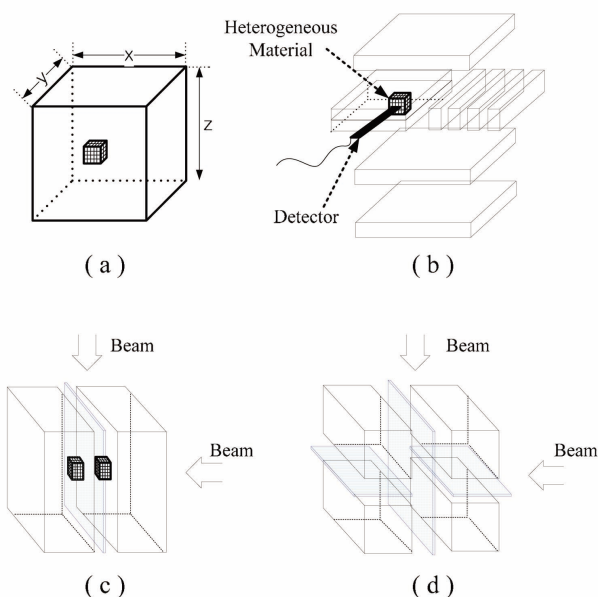 X
y
Z
( a )
Heterogeneous
Material
Detector
( b )
Beam
Beam
( c )
Beam
Beam
( d )